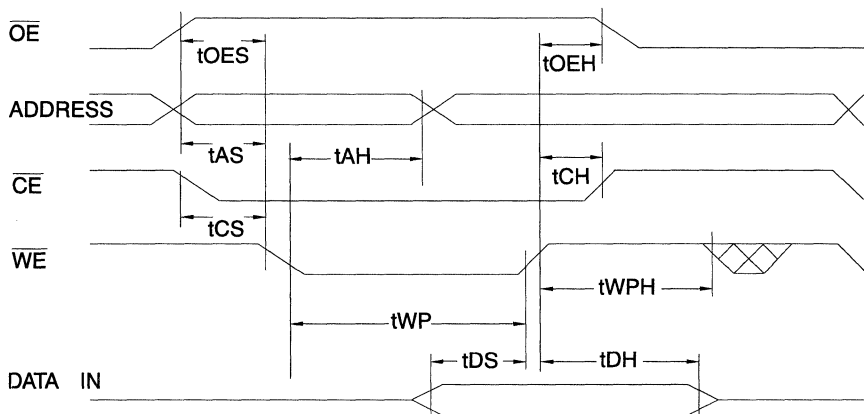 OE
tOES
tOEH
ADDRESS
tAS
tAH
tCH
CE
tCS
WE
tWPH
tWP
tDS
tDH
DATA IN